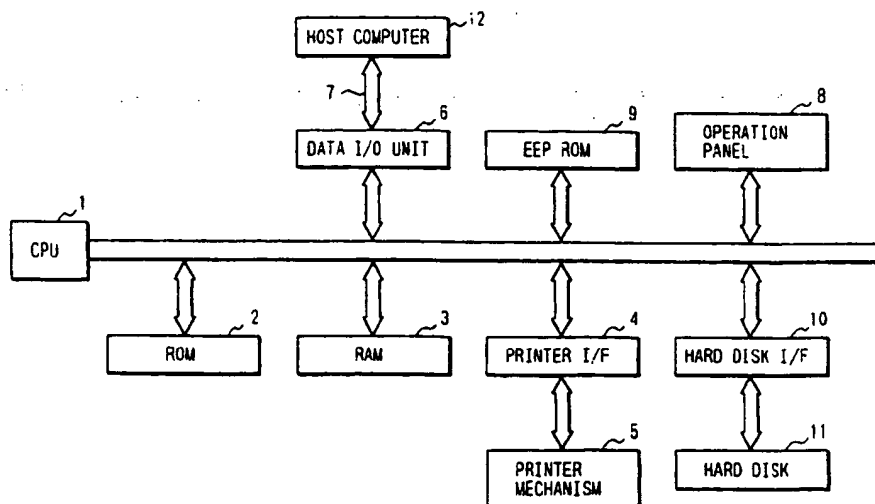 HOST COMPUTER
i2
7
6
DATA I/O UNIT
9
EEP ROM
8
OPERATION
PANEL
1
CPU
2
ROM
3
RAM
4
PRINTER I/F
10
HARD DISK I/F
5
PRINTER
MECHANISM
11
HARD DISK